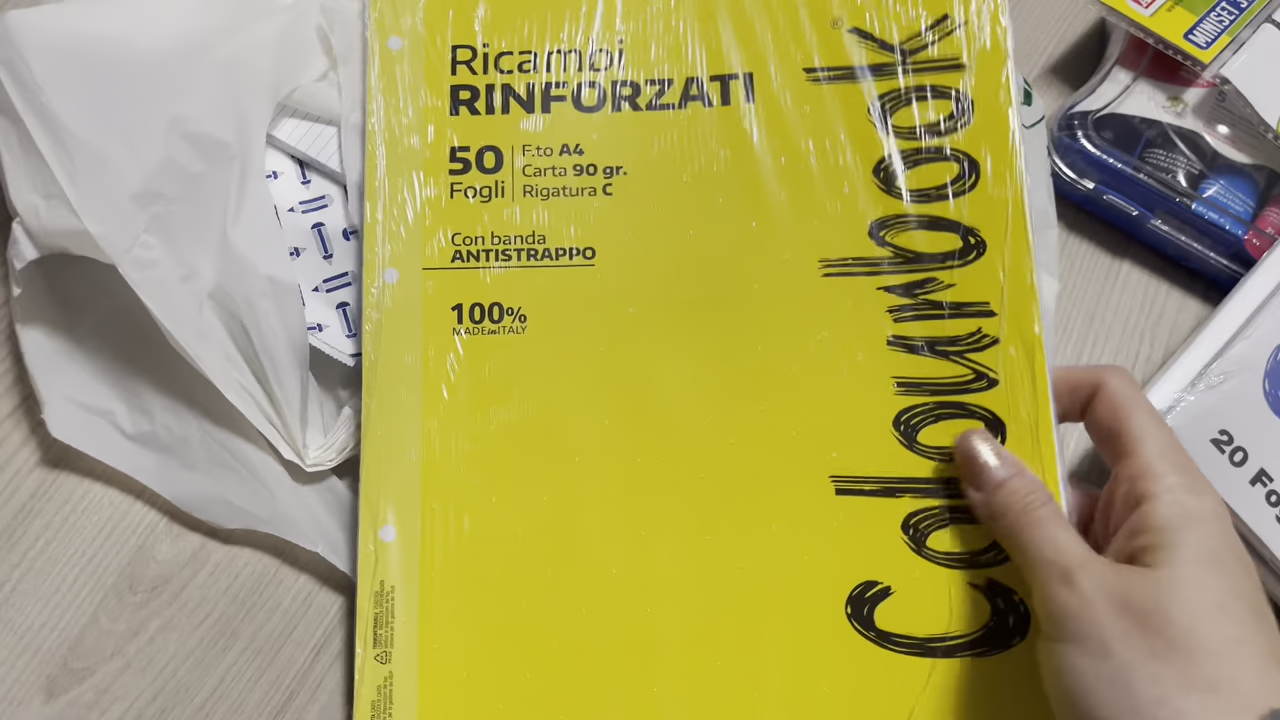 Ricambi
RINFORZATI
50 Fogli
F.to A4
Carta 90 gr.
Rigatura C
Con banda
ANTISTRAPPO
100%
MADE in ITALY
Colourbook
®
MINISET
20 Fog